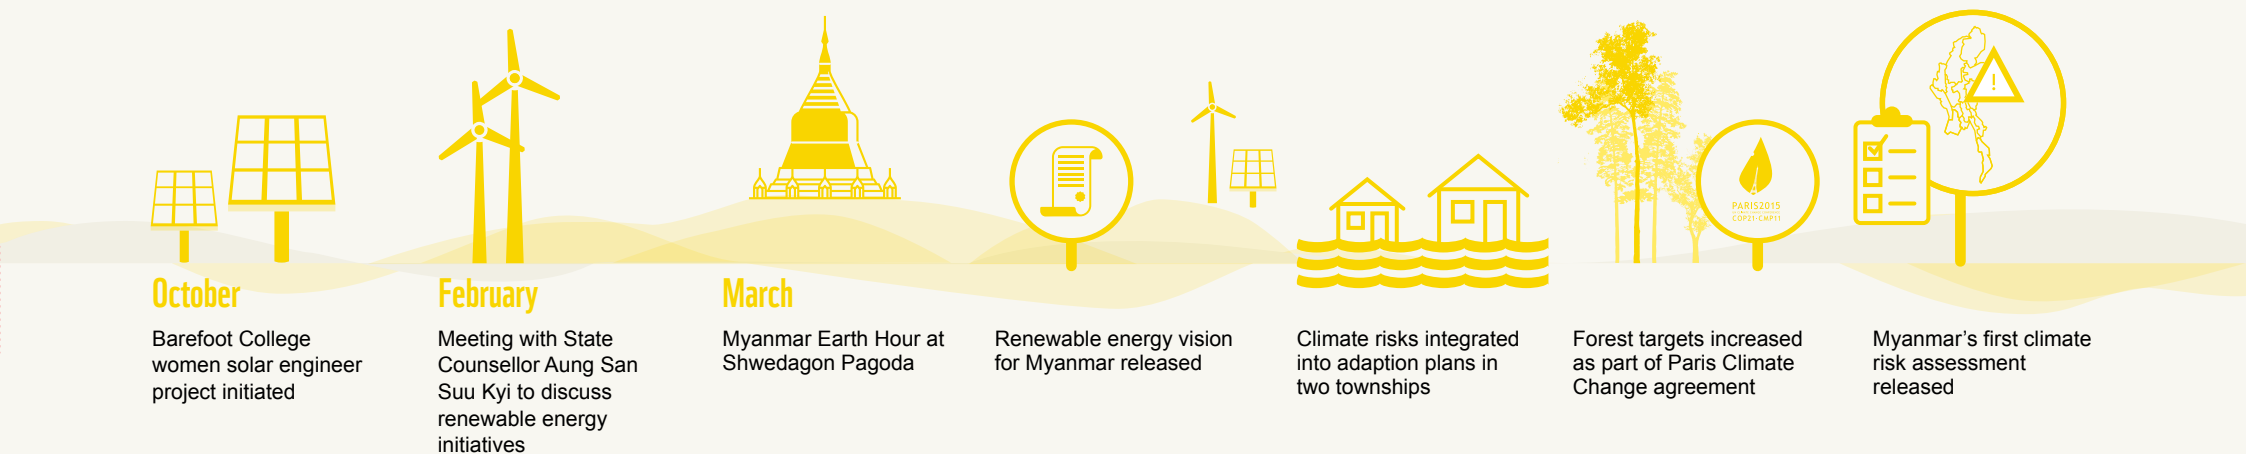 October
Barefoot College
women solar engineer
project initiated
February
Meeting with State
Counsellor Aung San
Suu Kyi to discuss
renewable energy
initiatives
March
Myanmar Earth Hour at
Shwedagon Pagoda
Renewable energy vision
for Myanmar released
Climate risks integrated
into adaption plans in
two townships
PARIS2015
COP21·CMP11
Forest targets increased
as part of Paris Climate
Change agreement
!
Myanmar’s first climate
risk assessment
released